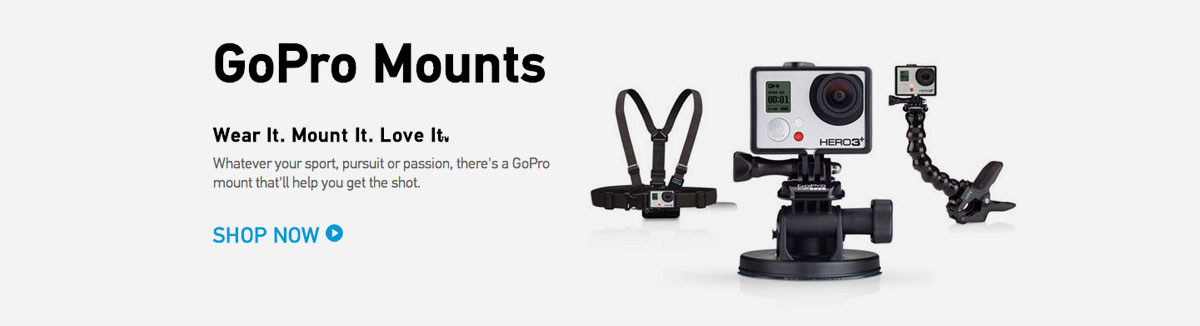 GoPro Mounts
Wear It. Mount It. Love It.
Whatever your sport, pursuit or passion, there's a GoPro
mount that'll help you get the shot.
SHOP NOW
00:01
HERO3+
GoPro